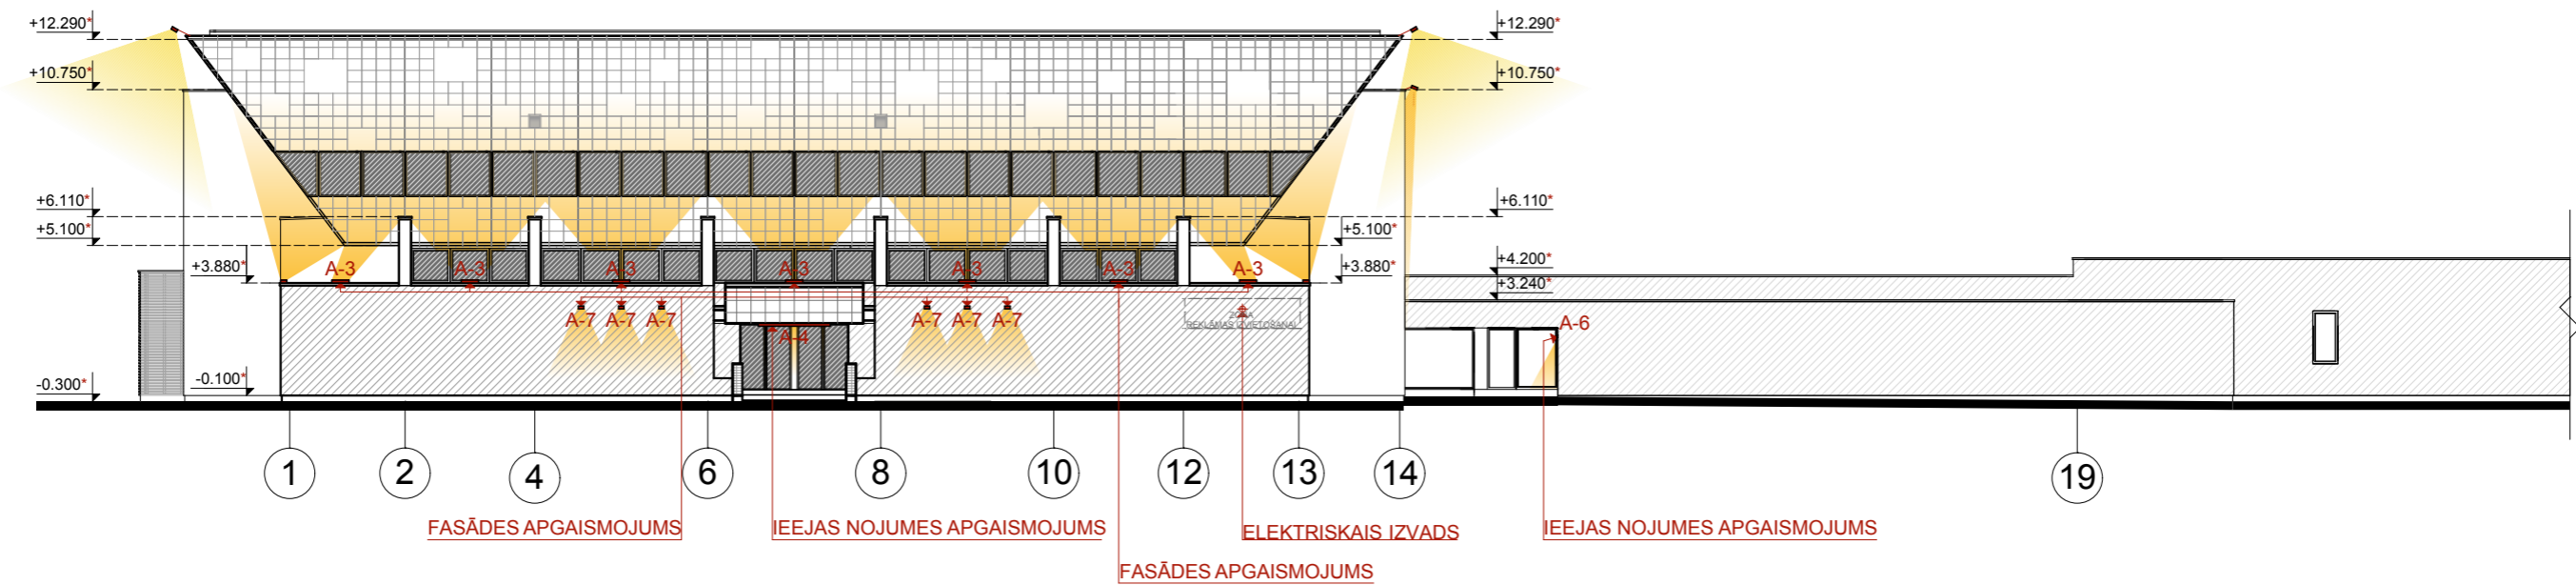 +12.290*
+12.290*
+10.750*
+10.750*
+6.110*
+6.110*
+5.100*
+5.100*
+3.880*
+3.880*
+4.200*
+3.240*
A-3 A-3 A-3 A-3 A-3 A-3 A-3
A-7 A-7 A-7 A-7 A-7 A-7
ZONA
REKLĀMAS IZVIETOŠANAI
A-4
A-6
-0.300*
-0.100*
1 2 4 6 8 10 12 13 14 19
FASĀDES APGAISMOJUMS
IEEJAS NOJUMES APGAISMOJUMS
ELEKTRISKAIS IZVADS
IEEJAS NOJUMES APGAISMOJUMS
FASĀDES APGAISMOJUMS